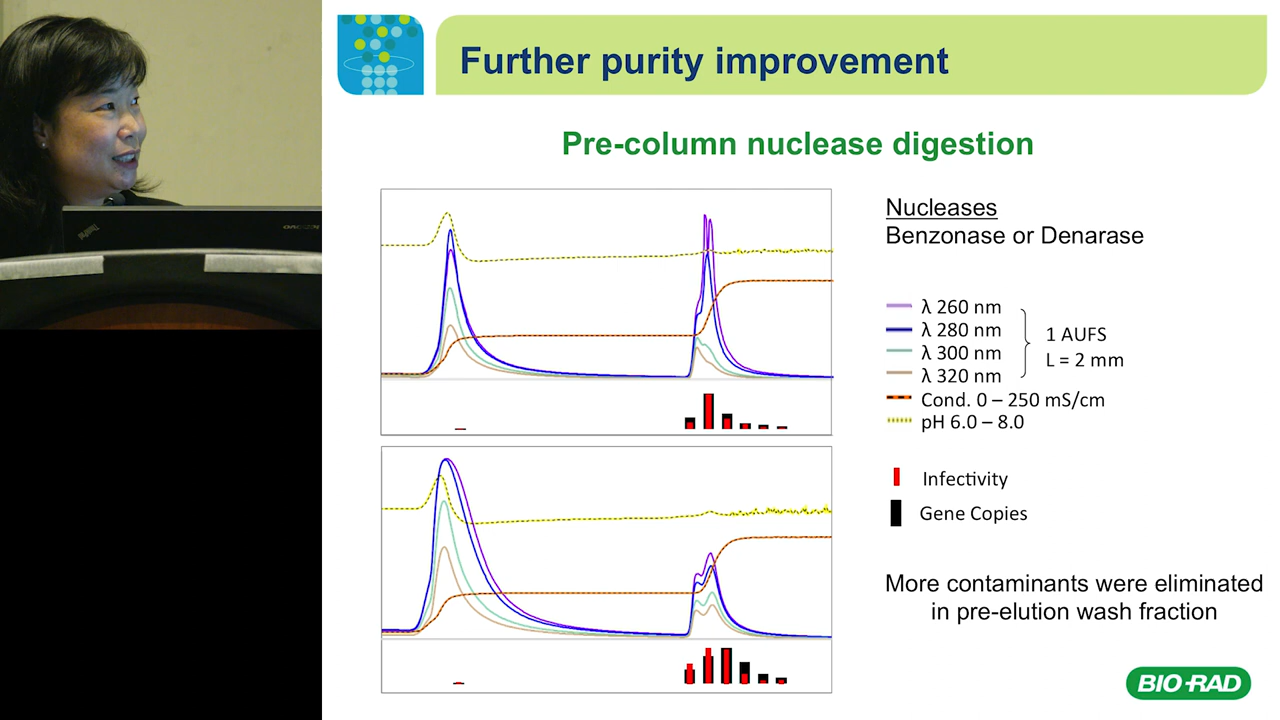 Further purity improvement
Pre-column nuclease digestion
Nucleases
Benzonase or Denarase
λ 260 nm
λ 280 nm
λ 300 nm
λ 320 nm
1 AUFS
L = 2 mm
Cond. 0 – 250 mS/cm
pH 6.0 – 8.0
Infectivity
Gene Copies
More contaminants were eliminated
in pre-elution wash fraction
BIO-RAD